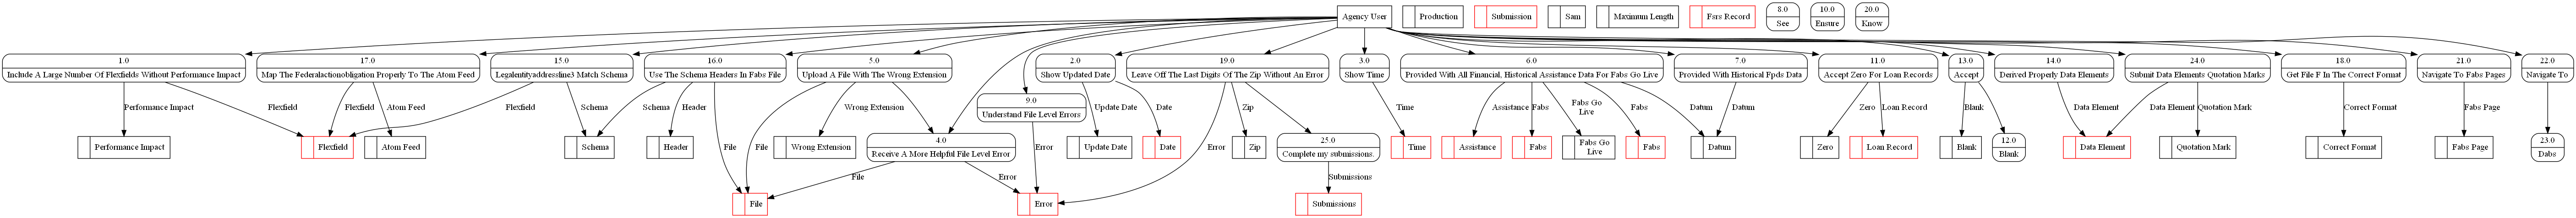 Agency User
Production
Submission
Sam
Maximum Length
Fsrs Record
8.0
See
10.0
Ensure
20.0
Know
1.0
Include A Large Number Of Flexfields Without Performance Impact
17.0
Map The Federalactionobligation Properly To The Atom Feed
15.0
Legalentityaddressline3 Match Schema
16.0
Use The Schema Headers In Fabs File
5.0
Upload A File With The Wrong Extension
2.0
Show Updated Date
19.0
Leave Off The Last Digits Of The Zip Without An Error
3.0
Show Time
6.0
Provided With All Financial, Historical Assistance Data For Fabs Go Live
7.0
Provided With Historical Fpds Data
11.0
Accept Zero For Loan Records
13.0
Accept
14.0
Derived Properly Data Elements
24.0
Submit Data Elements Quotation Marks
18.0
Get File F In The Correct Format
21.0
Navigate To Fabs Pages
22.0
Navigate To
9.0
Understand File Level Errors
Performance Impact
Flexfield
Flexfield
Atom Feed
Flexfield
Schema
Schema
Header
File
File
Wrong Extension
Update Date
Date
Error
Zip
Time
Assistance
Fabs
Fabs Go
Live
Fabs
Datum
Datum
Zero
Loan Record
Blank
Data Element
Data Element
Quotation Mark
Correct Format
Fabs Page
Performance Impact
Flexfield
Atom Feed
Schema
Header
Wrong Extension
4.0
Receive A More Helpful File Level Error
Error
Update Date
Date
Zip
25.0
Complete my submissions.
Time
Assistance
Fabs
Fabs Go
Live
Fabs
Datum
Zero
Loan Record
Blank
12.0
Blank
Data Element
Quotation Mark
Correct Format
Fabs Page
23.0
Dabs
File
Error
Submissions
File
Error
Submissions